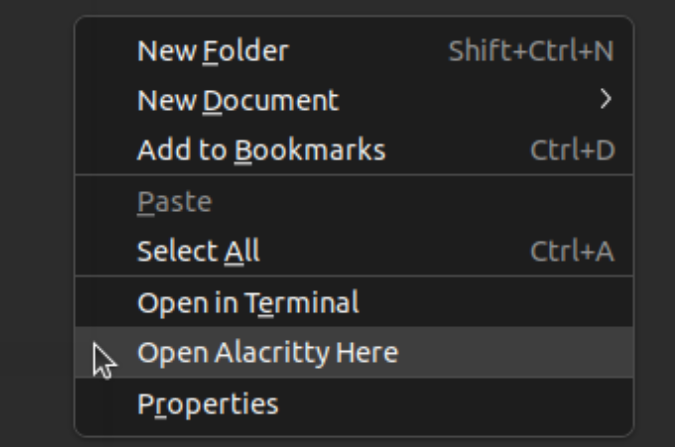 New Folder Shift+Ctrl+N
New Document
Add to Bookmarks Ctrl+D
Paste
Select All Ctrl+A
Open in Terminal
Open Alacritty Here
Properties